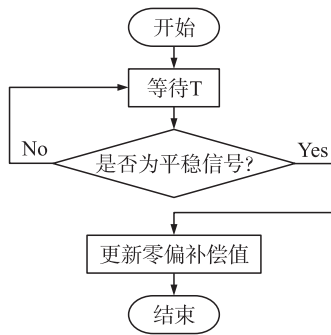 开始
等待T
是否为平稳信号?
No
Yes
更新零偏补偿值
结束